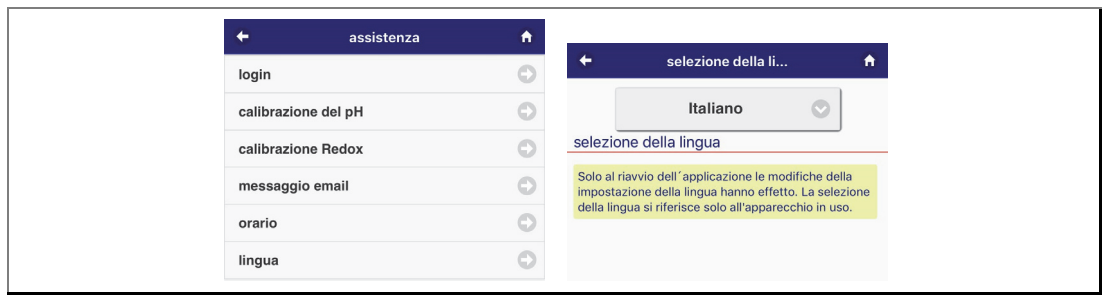 assistenza
login
calibrazione del pH
calibrazione Redox
messaggio email
orario
lingua
selezione della li...
Italiano
selezione della lingua
Solo al riavvio dell´applicazione le modifiche della
impostazione della lingua hanno effetto. La selezione
della lingua si riferisce solo all'apparecchio in uso.